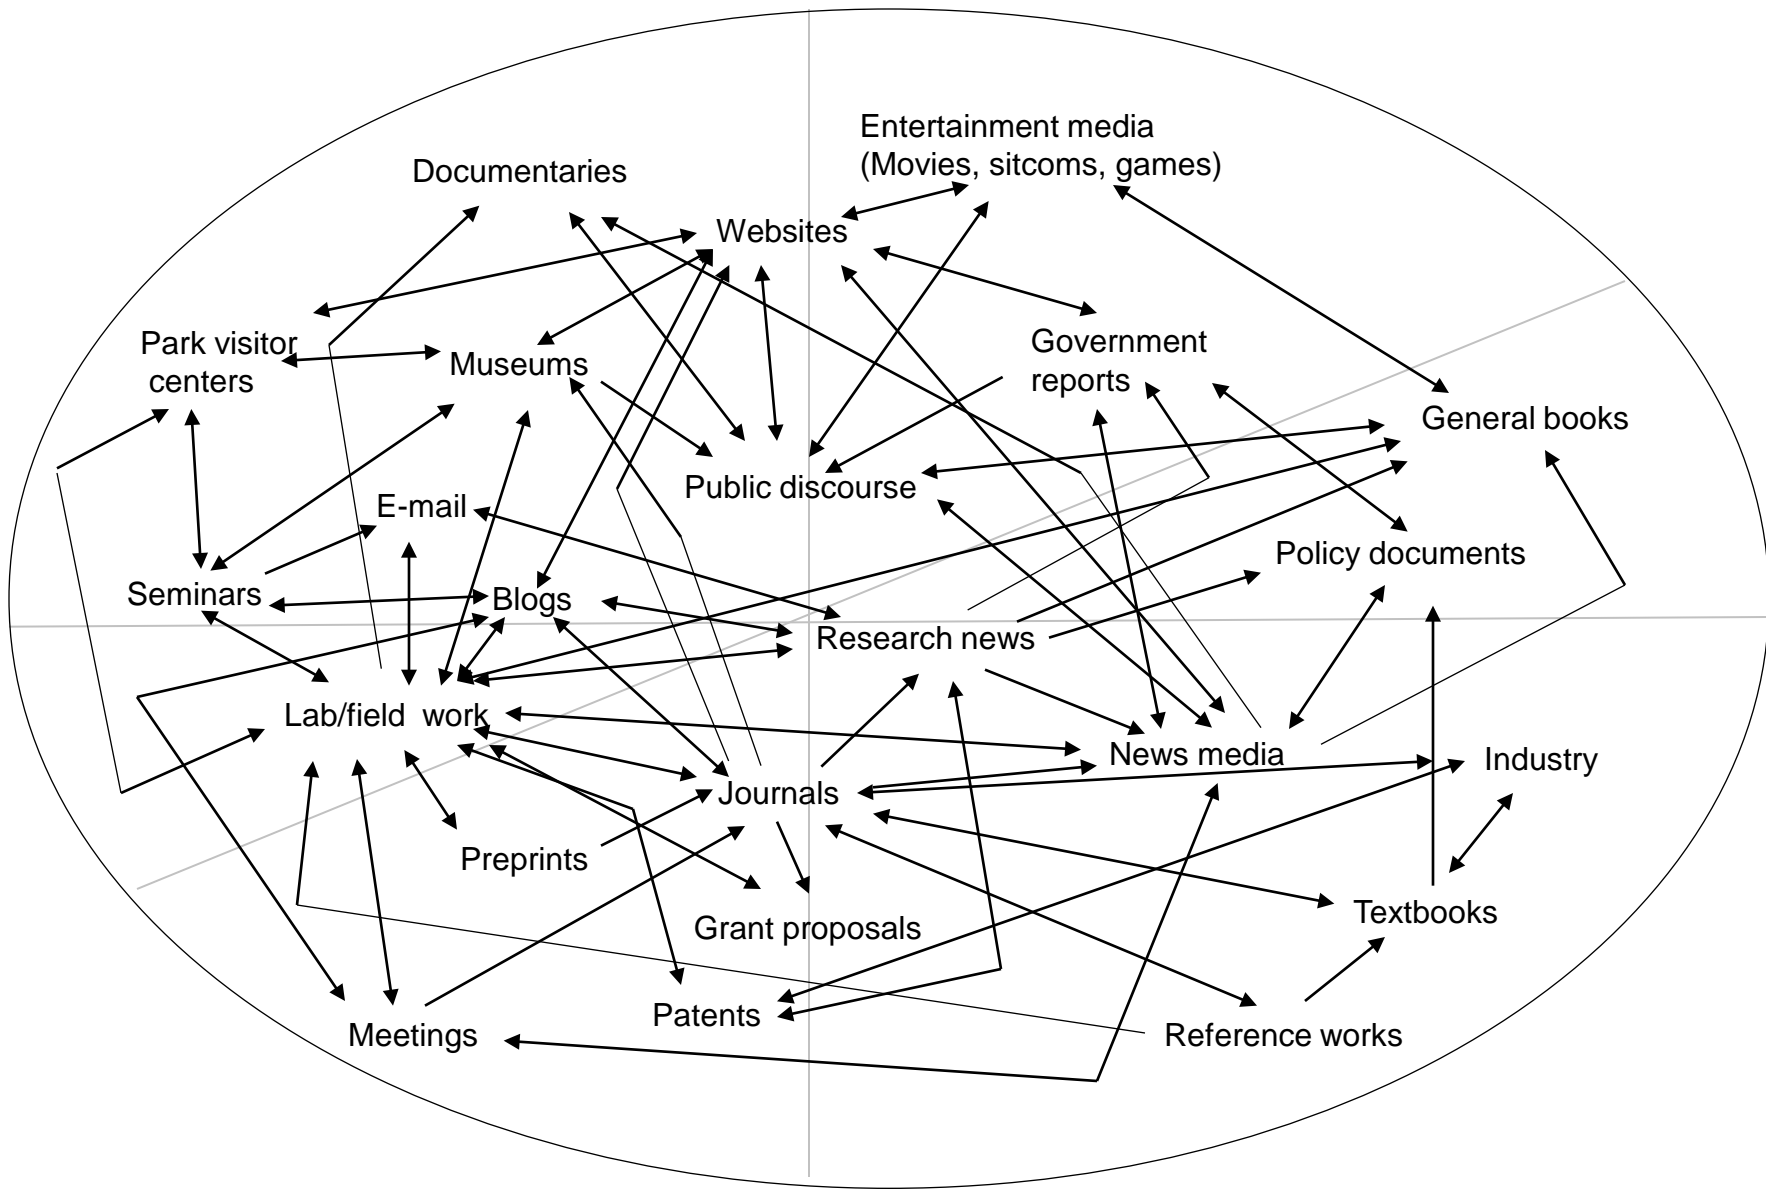 Entertainment media
(Movies, sitcoms, games)
Documentaries
Websites
Park visitor
centers
Museums
Government
reports
General books
Public discourse
E-mail
Policy documents
Seminars
Blogs
Research news
Lab/field work
News media
Industry
Journals
Preprints
Textbooks
Grant proposals
Patents
Meetings
Reference works